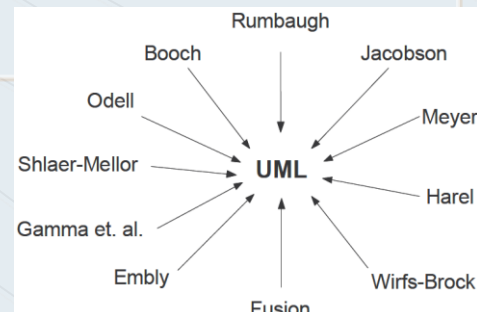 Rumbaugh
Booch
Jacobson
Odell
Meyer
Shlaer-Mellor
UML
Harel
Gamma et. al.
Embly
Wirfs-Brock
Fusion